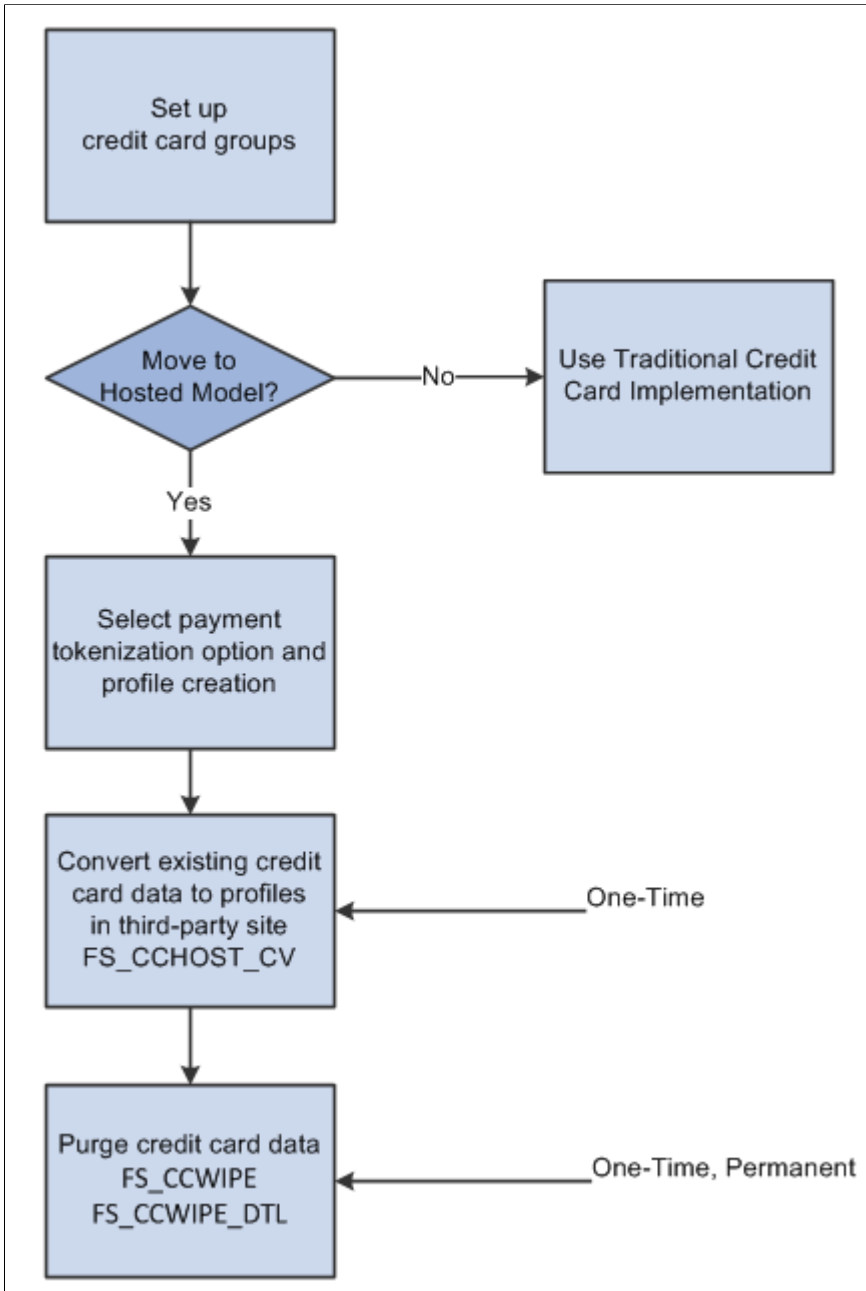 Set up
credit card groups
Move to
Hosted Model?
No
Use Traditional Credit
Card Implementation
Yes
Select payment
tokenization option and
profile creation
Convert existing credit
card data to profiles
in third-party site
FS_CCHOST_CV
One-Time
Purge credit card data
FS_CCWIPE
FS_CCWIPE_DTL
One-Time, Permanent